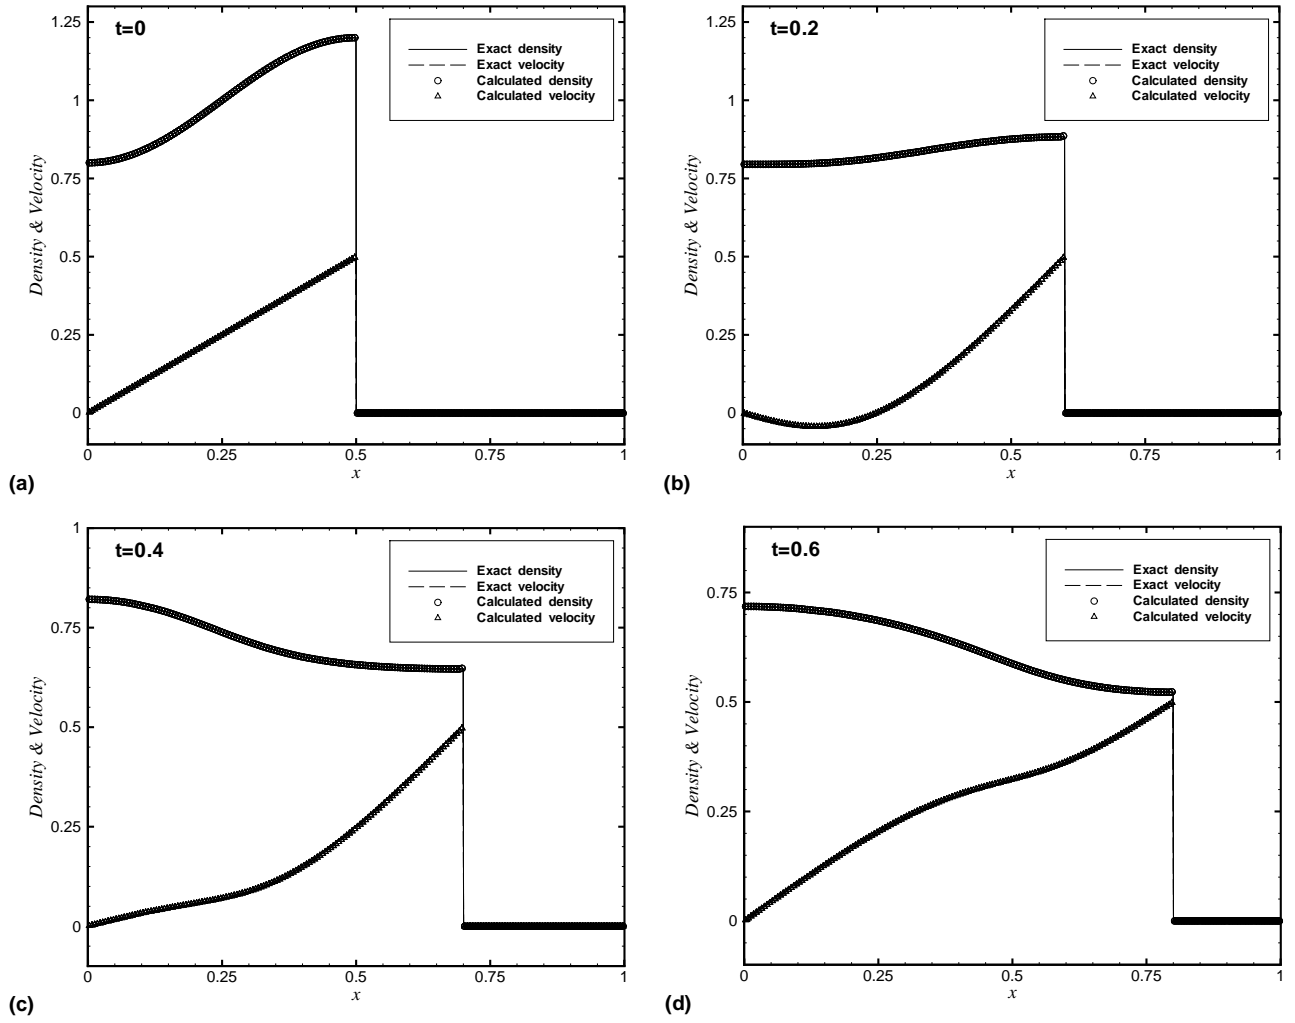 t=0
Exact density
Exact velocity
Calculated density
Calculated velocity
1.25
1
0.75
0.5
0.25
0
Density & Velocity
0
0.25
0.5
0.75
1
x
(a)
t=0.2
Exact density
Exact velocity
Calculated density
Calculated velocity
1.25
1
0.75
0.5
0.25
0
Density & Velocity
0
0.25
0.5
0.75
1
x
(b)
t=0.4
Exact density
Exact velocity
Calculated density
Calculated velocity
1
0.75
0.5
0.25
0
Density & Velocity
0
0.25
0.5
0.75
1
x
(c)
t=0.6
Exact density
Exact velocity
Calculated density
Calculated velocity
0.75
0.5
0.25
0
Density & Velocity
0
0.25
0.5
0.75
1
x
(d)